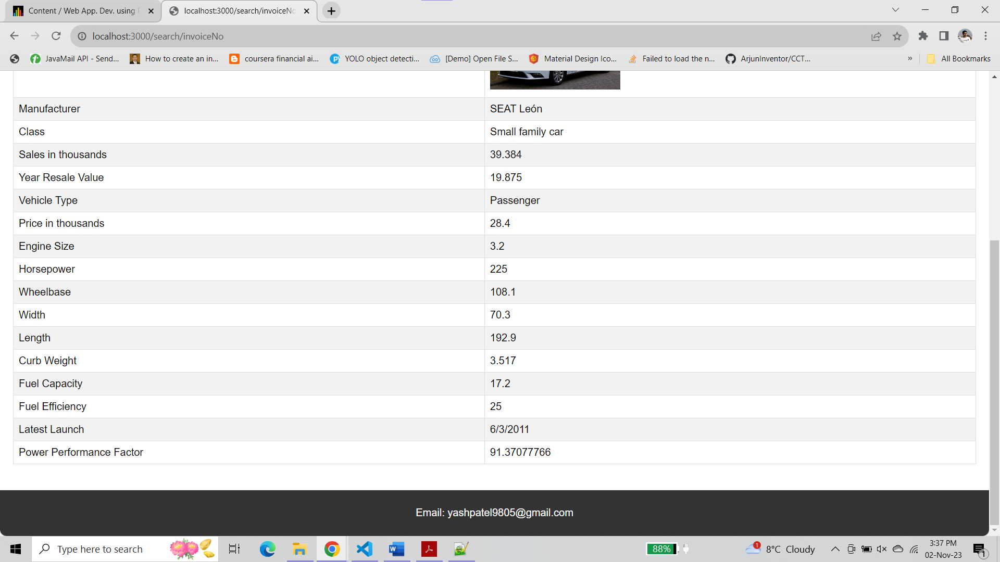 Content / Web App. Dev. using
localhost:3000/search/invoiceNo
localhost:3000/search/invoiceNo
JavaMail API - Send... How to create an in... coursera financial ai... YOLO object detecti... [Demo] Open File S... Material Design Ico... Failed to load the n... ArjunInventor/CCT... » All Bookmarks
Manufacturer SEAT León
Class Small family car
Sales in thousands 39.384
Year Resale Value 19.875
Vehicle Type Passenger
Price in thousands 28.4
Engine Size 3.2
Horsepower 225
Wheelbase 108.1
Width 70.3
Length 192.9
Curb Weight 3.517
Fuel Capacity 17.2
Fuel Efficiency 25
Latest Launch 6/3/2011
Power Performance Factor 91.37077766
Email: yashpatel9805@gmail.com
Type here to search 88% 1 8°C Cloudy 3:37 PM
02-Nov-23 1